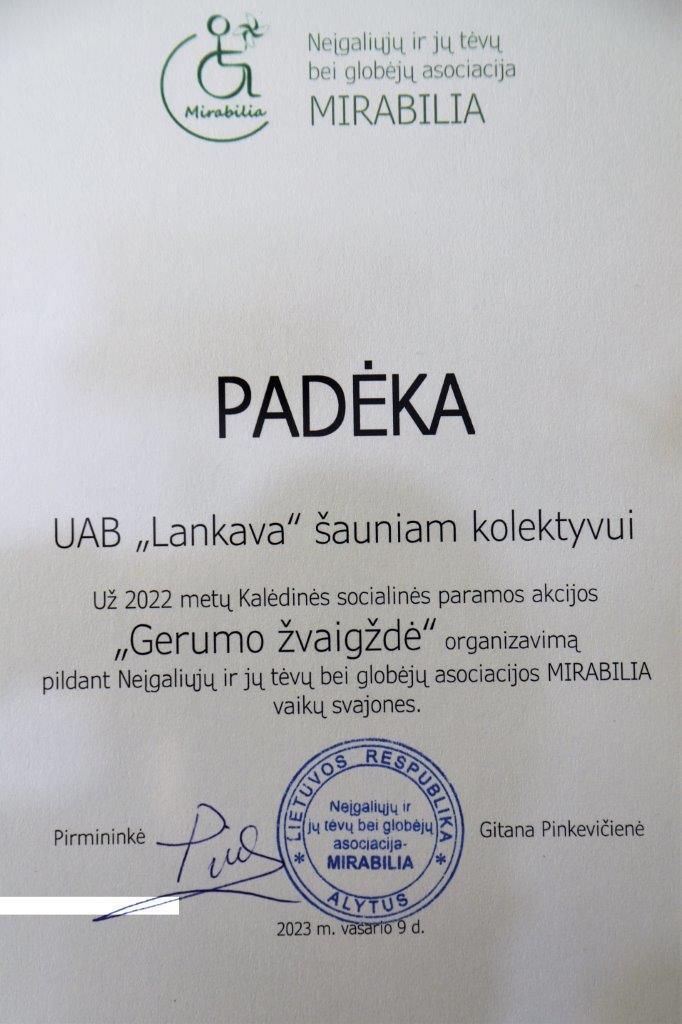 Mirabilia
Neįgaliųjų ir jų tėvų
bei globėjų asociacija
MIRABILIA
PADĖKA
UAB „Lankava“ šauniam kolektyvui
Už 2022 metų Kalėdinės socialinės paramos akcijos
„Gerumo žvaigždė“ organizavimą
pildant Neįgaliųjų ir jų tėvų bei globėjų asociacijos MIRABILIA
vaikų svajones.
Pirmininkė
LIETUVOS RESPUBLIKA
Neįgaliųjų ir
jų tėvų bei globėjų
asociacija-
MIRABILIA
ALYTUS
Gitana Pinkevičienė
2023 m. vasario 9 d.